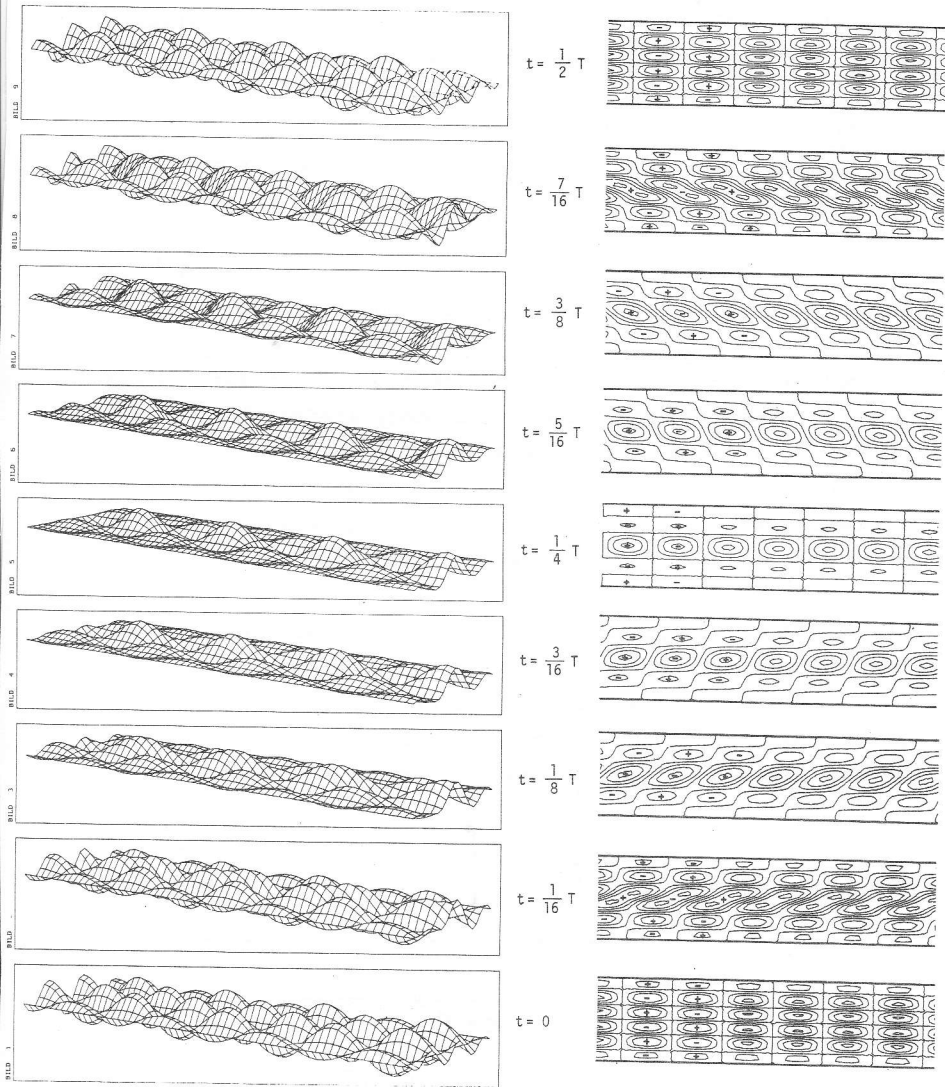 BILD 9
t = 1/2 T
BILD 8
t = 7/16 T
BILD 7
t = 3/8 T
BILD 6
t = 5/16 T
BILD 5
t = 1/4 T
BILD 4
t = 3/16 T
BILD 3
t = 1/8 T
BILD
t = 1/16 T
BILD 1
t = 0